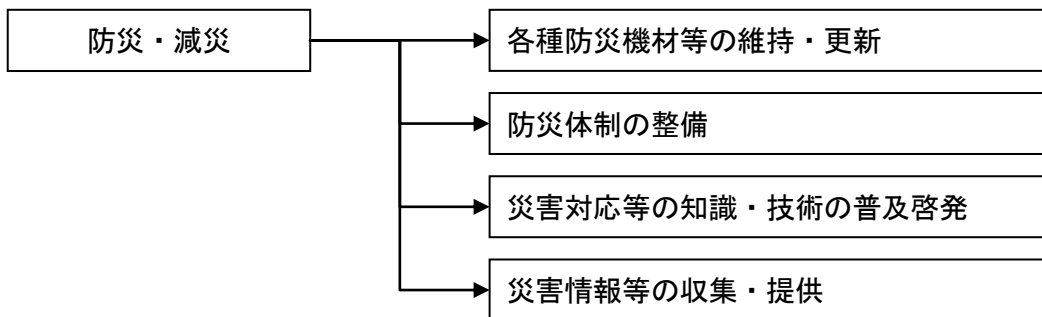 防災・減災
各種防災機材等の維持・更新
防災体制の整備
災害対応等の知識・技術の普及啓発
災害情報等の収集・提供